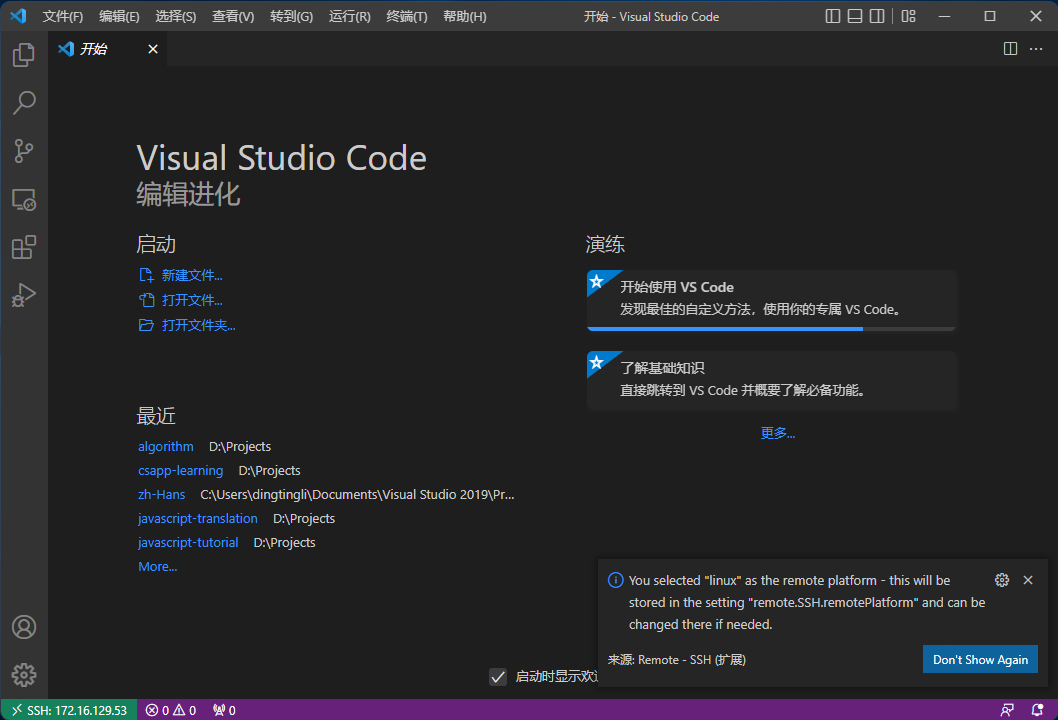 文件(F) 编辑(E) 选择(S) 查看(V) 转到(G) 运行(R) 终端(T) 帮助(H) 开始 - Visual Studio Code
开始
Visual Studio Code
编辑进化
启动
新建文件...
打开文件...
打开文件夹...
最近
algorithm D:\Projects
csapp-learning D:\Projects
zh-Hans C:\Users\dingtingli\Documents\Visual Studio 2019\Pr...
javascript-translation D:\Projects
javascript-tutorial D:\Projects
More...
演练
开始使用 VS Code
发现最佳的自定义方法，使用你的专属 VS Code。
了解基础知识
直接跳转到 VS Code 并概要了解必备功能。
更多...
启动时显示欢迎
You selected "linux" as the remote platform - this will be
stored in the setting "remote.SSH.remotePlatform" and can be
changed there if needed.
来源: Remote - SSH (扩展)
Don't Show Again
SSH: 172.16.129.53 0 0 0